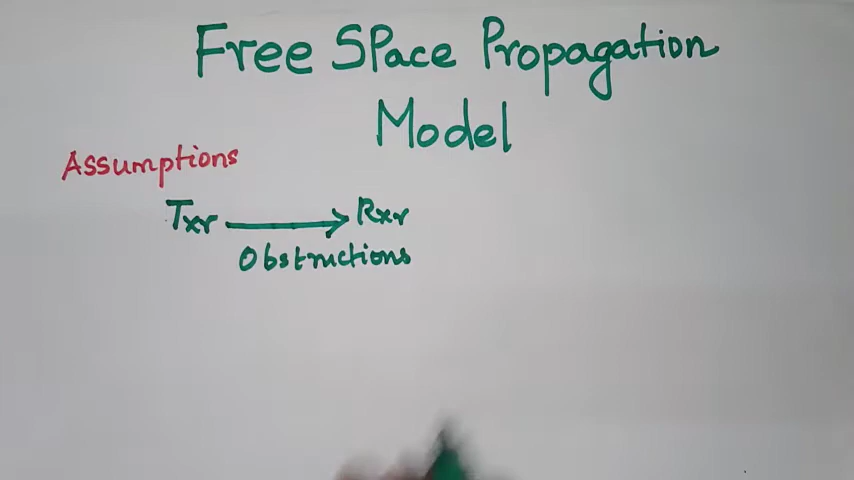 Free Space Propagation
Model
Assumptions
Txr → Rxr
Obstructions